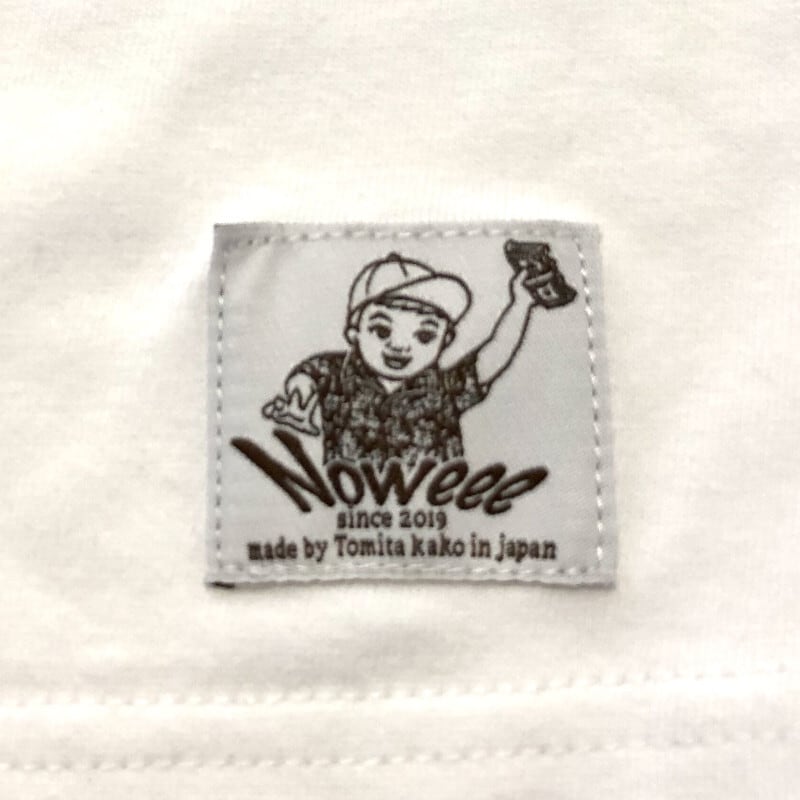 Noweee
since 2019
made by Tomita kako in japan